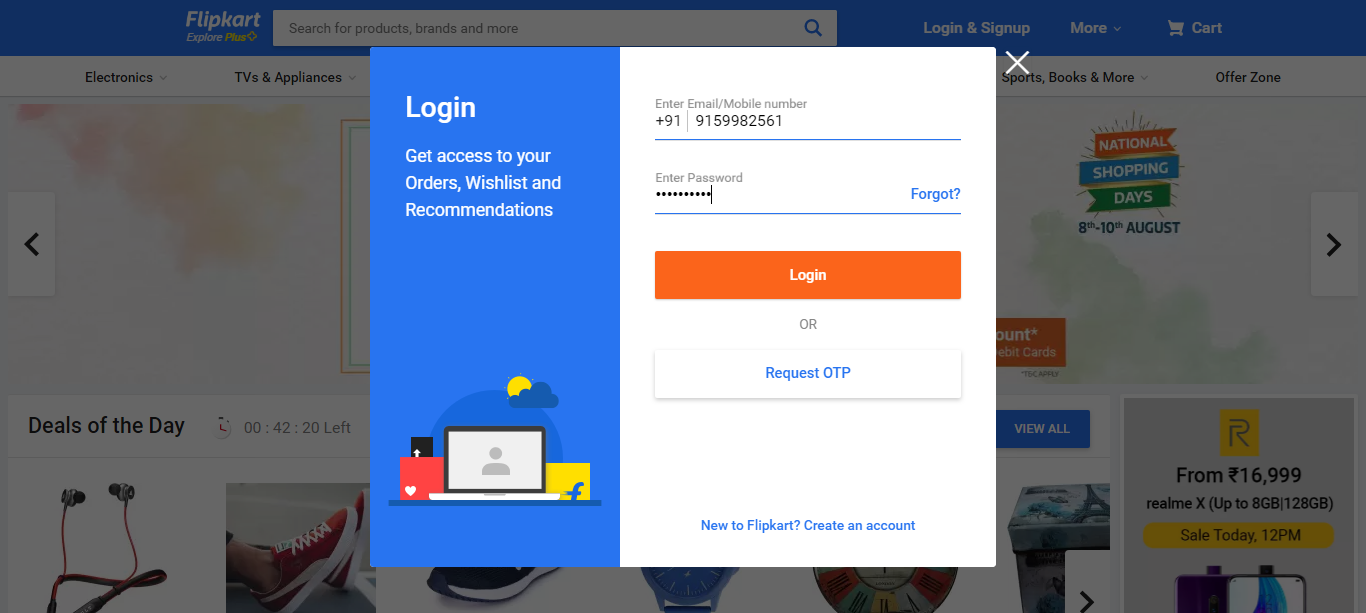 Flipkart
Explore Plus
Search for products, brands and more
Login & Signup
More
Cart
Electronics
TVs & Appliances
Sports, Books & More
Offer Zone
Login
Get access to your
Orders, Wishlist and
Recommendations
Enter Email/Mobile number
+91 9159982561
Enter Password
••••••••••
Forgot?
Login
OR
Request OTP
New to Flipkart? Create an account
NATIONAL
SHOPPING
DAYS
8th-10th AUGUST
ount*
ebit Cards
*T&C APPLY
Deals of the Day
00 : 42 : 20 Left
VIEW ALL
R
From ₹16,999
realme X (Up to 8GB|128GB)
Sale Today, 12PM